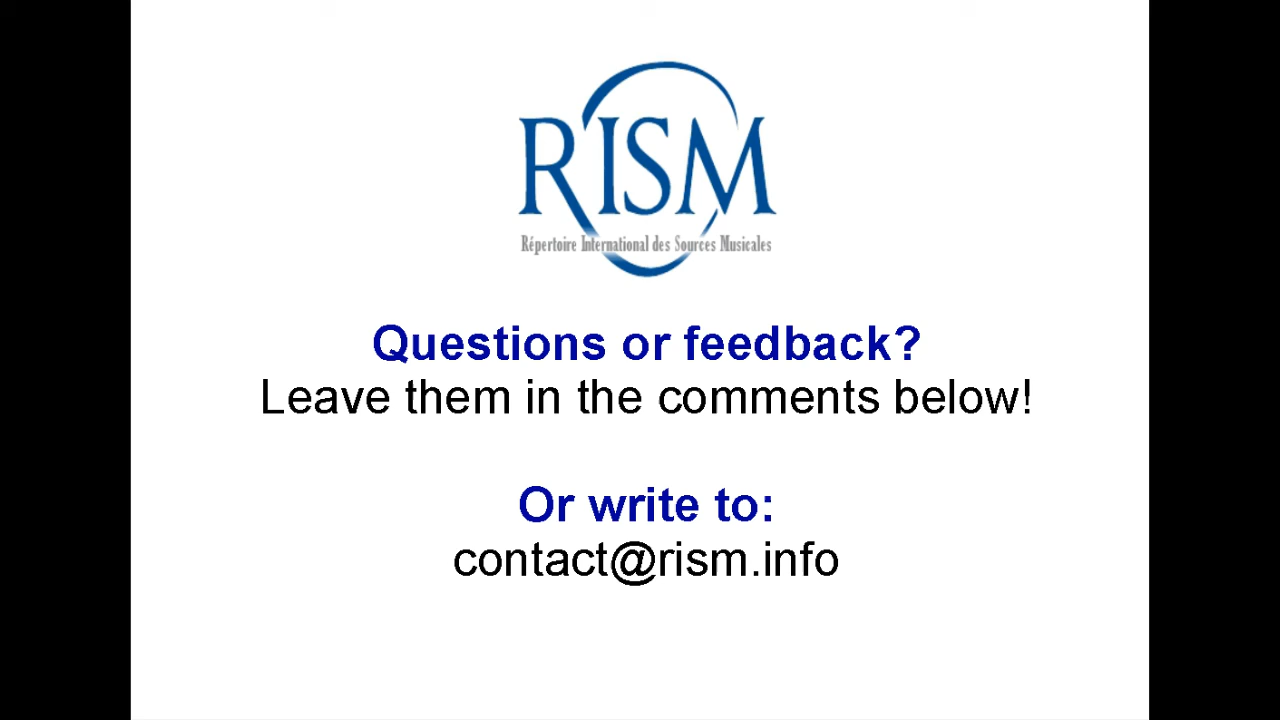 RISM
Répertoire International des Sources Musicales
Questions or feedback?
Leave them in the comments below!
Or write to:
contact@rism.info